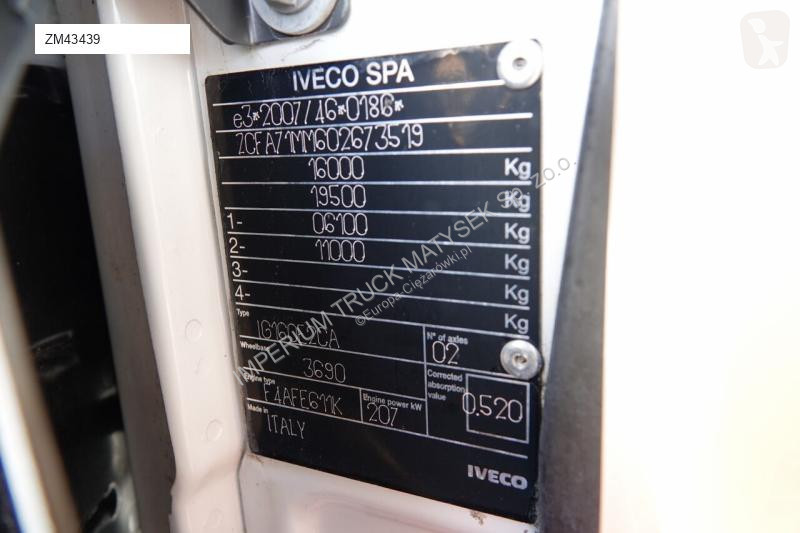 ZM43439
IVECO SPA
e3*2007/46*0186*
ZCFA71MM602673519
16000 Kg
19500 Kg
1- 06100 Kg
2- 11000 Kg
3- Kg
4- Kg
Type
N° of axles
02
Wheelbase
3690
Corrected absorption value
0.520
Engine type
F4AFE611K
Engine power kW
207
Made in
ITALY
IVECO
IMPERIUM TRUCK MATYSEK SP. zo.o.
©Europa-Ciężarówki.pl